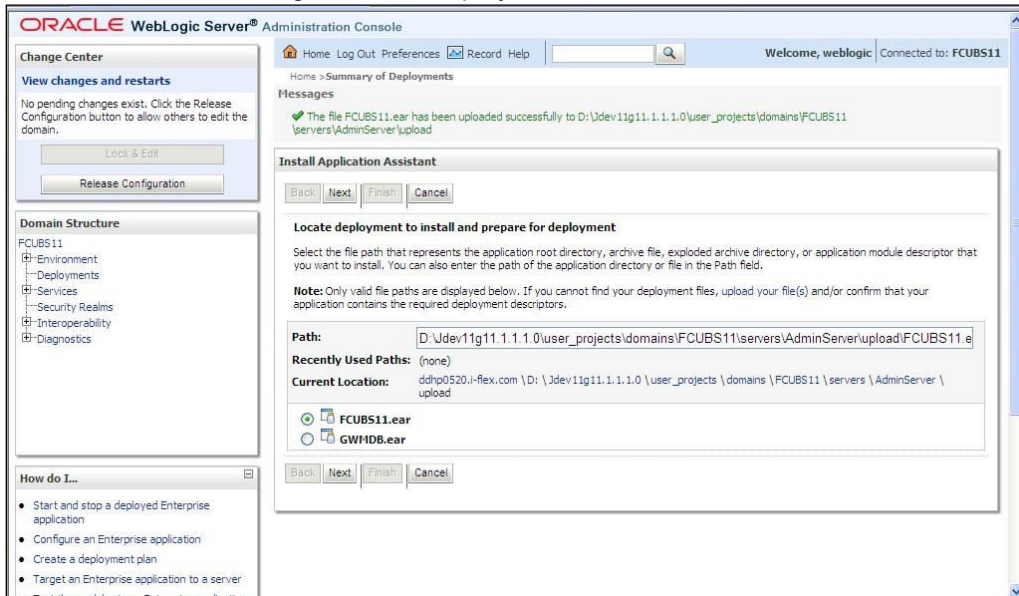 ORACLE WebLogic Server® Administration Console
Change Center
View changes and restarts
No pending changes exist. Click the Release
Configuration button to allow others to edit the
domain.
Lock & Edit
Release Configuration
Domain Structure
FCUBS11
Environment
Deployments
Services
Security Realms
Interoperability
Diagnostics
How do I...
Start and stop a deployed Enterprise
application
Configure an Enterprise application
Create a deployment plan
Target an Enterprise application to a server
Home Log Out Preferences Record Help
Welcome, weblogic Connected to: FCUBS11
Home >Summary of Deployments
Messages
The file FCUBS11.ear has been uploaded successfully to D:\Jdev11g11.1.1.1.0\user_projects\domains\FCUBS11
\servers\AdminServer\upload
Install Application Assistant
Back Next Finish Cancel
Locate deployment to install and prepare for deployment
Select the file path that represents the application root directory, archive file, exploded archive directory, or application module descriptor that
you want to install. You can also enter the path of the application directory or file in the Path field.
Note: Only valid file paths are displayed below. If you cannot find your deployment files, upload your file(s) and/or confirm that your
application contains the required deployment descriptors.
Path: D:\Jdev11g11.1.1.1.0\user_projects\domains\FCUBS11\servers\AdminServer\upload\FCUBS11.e
Recently Used Paths: (none)
Current Location: ddhp0520.i-flex.com \ D: \ Jdev11g11.1.1.1.0 \ user_projects \ domains \ FCUBS11 \ servers \ AdminServer \
upload
FCUBS11.ear
GWMDB.ear
Back Next Finish Cancel